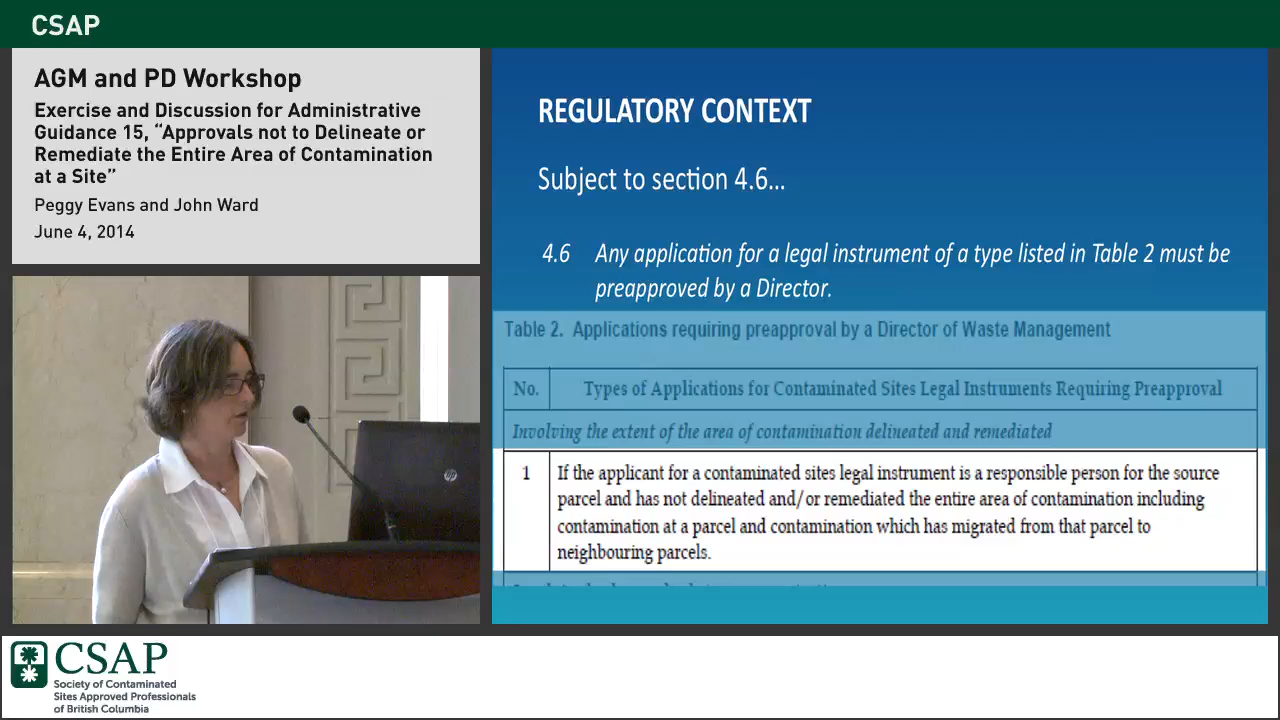 CSAP
AGM and PD Workshop
Exercise and Discussion for Administrative
Guidance 15, “Approvals not to Delineate or
Remediate the Entire Area of Contamination
at a Site”
Peggy Evans and John Ward
June 4, 2014
REGULATORY CONTEXT
Subject to section 4.6...
4.6 Any application for a legal instrument of a type listed in Table 2 must be
preapproved by a Director.
Table 2. Applications requiring preapproval by a Director of Waste Management
No. Types of Applications for Contaminated Sites Legal Instruments Requiring Preapproval
Involving the extent of the area of contamination delineated and remediated
1 If the applicant for a contaminated sites legal instrument is a responsible person for the source
parcel and has not delineated and/or remediated the entire area of contamination including
contamination at a parcel and contamination which has migrated from that parcel to
neighbouring parcels.
hp
CSAP
Society of Contaminated
Sites Approved Professionals
of British Columbia